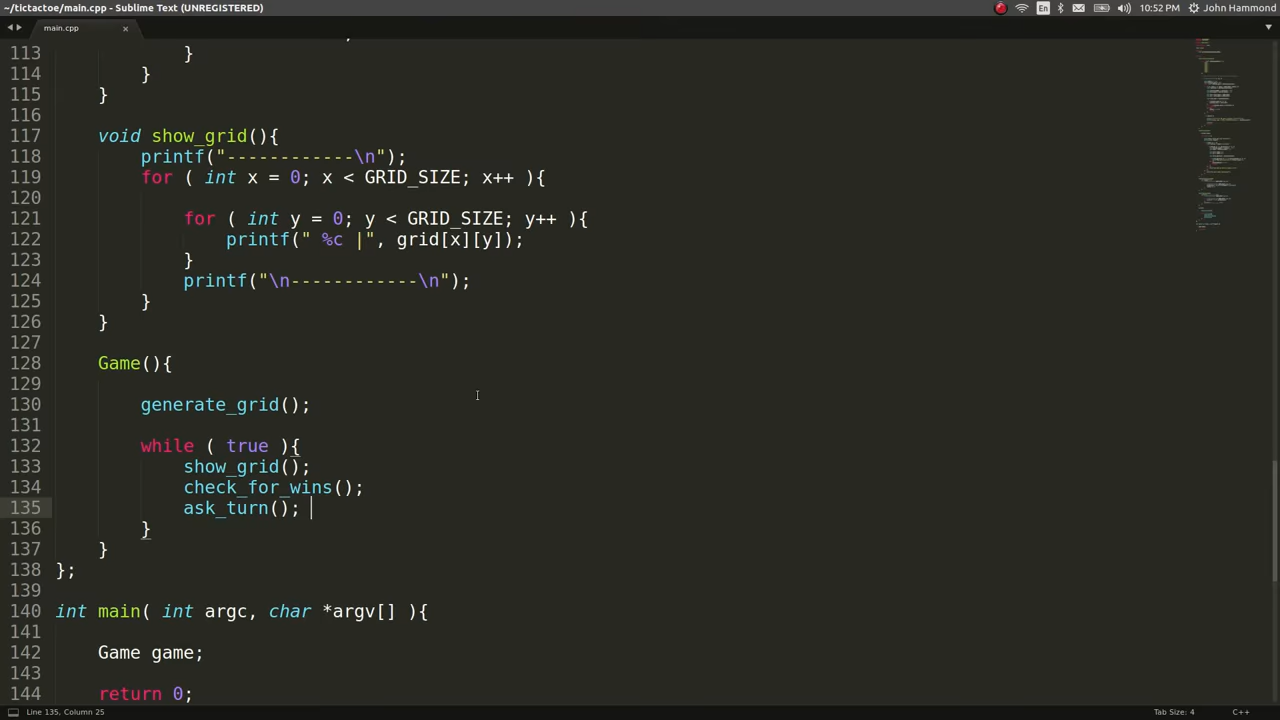 ~/tictactoe/main.cpp - Sublime Text (UNREGISTERED)
En
10:52 PM
John Hammond
main.cpp
113             }
114         }
115     }
116
117     void show_grid(){
118         printf("------------\n");
119         for ( int x = 0; x < GRID_SIZE; x++ ){
120
121             for ( int y = 0; y < GRID_SIZE; y++ ){
122                 printf(" %c |", grid[x][y]);
123             }
124             printf("\n------------\n");
125         }
126     }
127
128     Game(){
129
130         generate_grid();
131
132         while ( true ){
133             show_grid();
134             check_for_wins();
135             ask_turn();
136         }
137     }
138 };
139
140 int main( int argc, char *argv[] ){
141
142     Game game;
143
144     return 0;
Line 135, Column 25
Tab Size: 4
C++